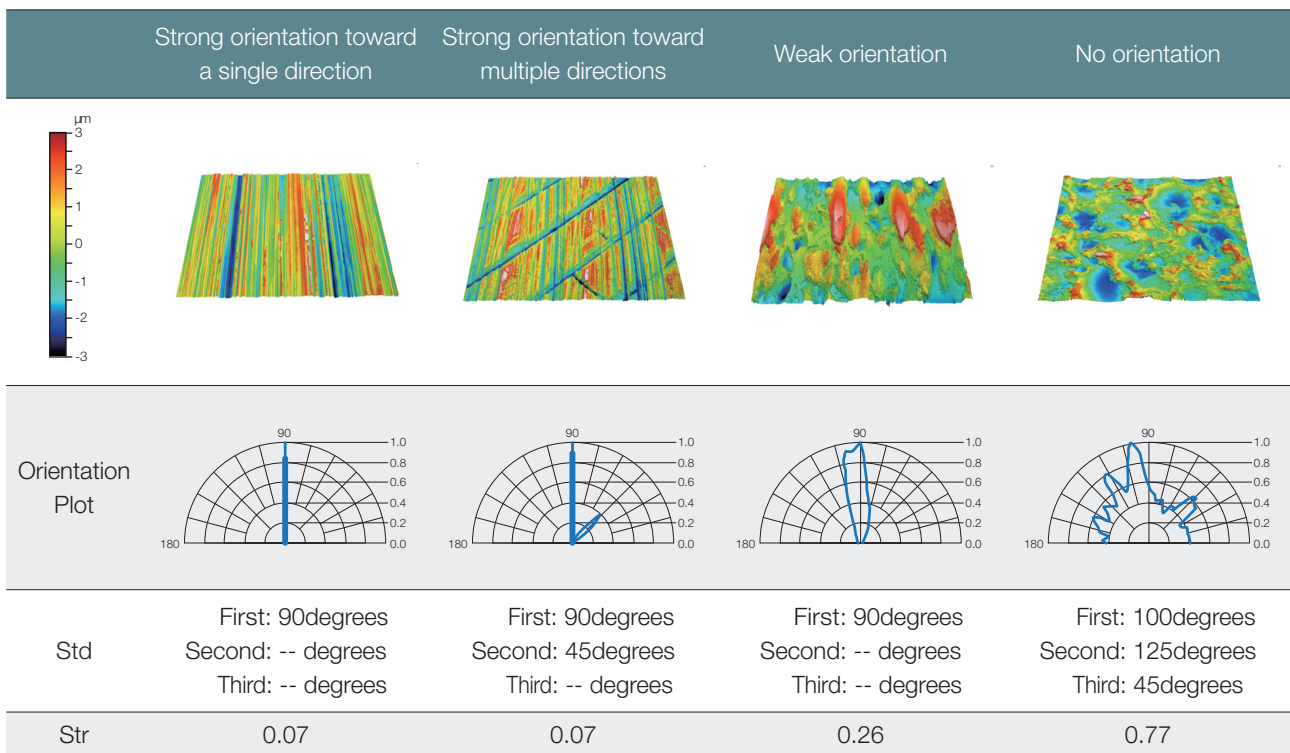 Strong orientation toward
a single direction
Strong orientation toward
multiple directions
Weak orientation
No orientation
µm
3
2
1
0
-1
-2
-3
Orientation
Plot
90
1.0
0.8
0.6
0.4
0.2
0.0
180
90
1.0
0.8
0.6
0.4
0.2
0.0
180
90
1.0
0.8
0.6
0.4
0.2
0.0
180
90
1.0
0.8
0.6
0.4
0.2
0.0
180
Std
First: 90degrees
Second: -- degrees
Third: -- degrees
First: 90degrees
Second: 45degrees
Third: -- degrees
First: 90degrees
Second: -- degrees
Third: -- degrees
First: 100degrees
Second: 125degrees
Third: 45degrees
Str
0.07
0.07
0.26
0.77